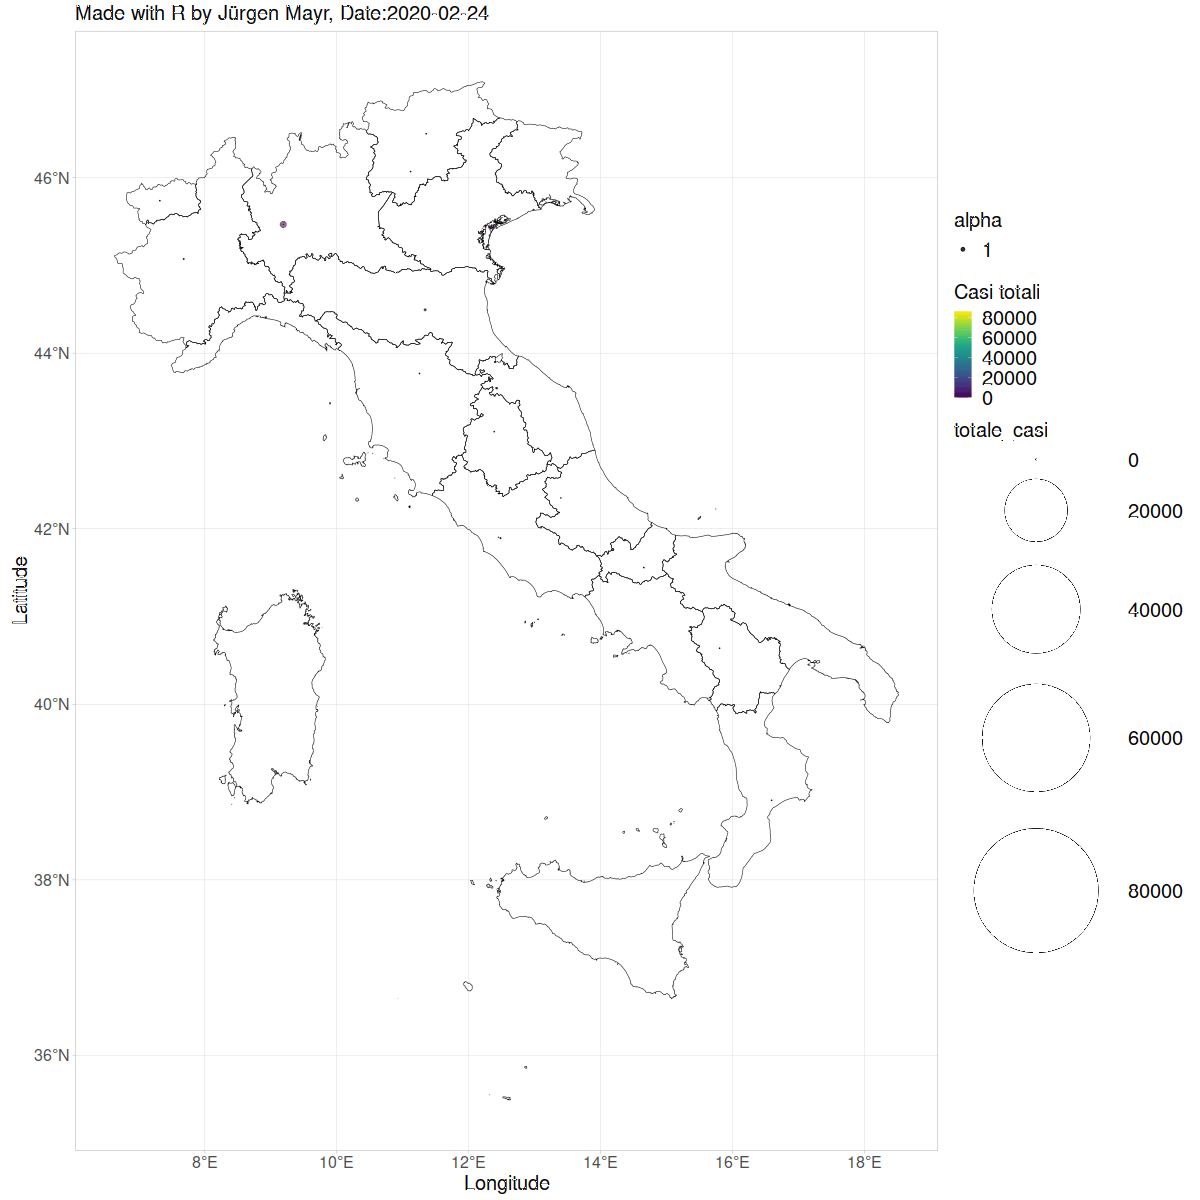 Made with R by Jürgen Mayr, Date:2020-02-24
46°N
44°N
42°N
40°N
38°N
36°N
Latitude
8°E
10°E
12°E
14°E
16°E
18°E
Longitude
alpha
1
Casi totali
80000
60000
40000
20000
0
totale_casi
0
20000
40000
60000
80000